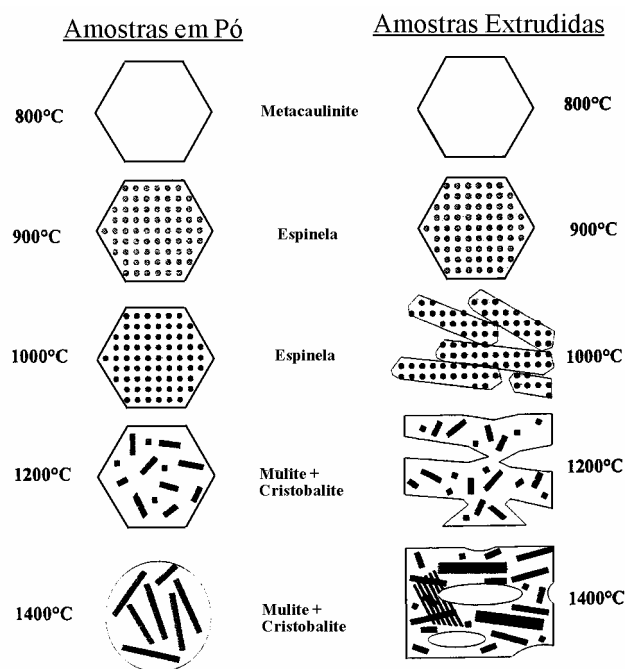 Amostras em Pó
Amostras Extrudidas
800°C
Metacaulinite
800°C
900°C
Espinela
900°C
1000°C
Espinela
1000°C
1200°C
Mulite +
Cristobalite
1200°C
1400°C
Mulite +
Cristobalite
1400°C